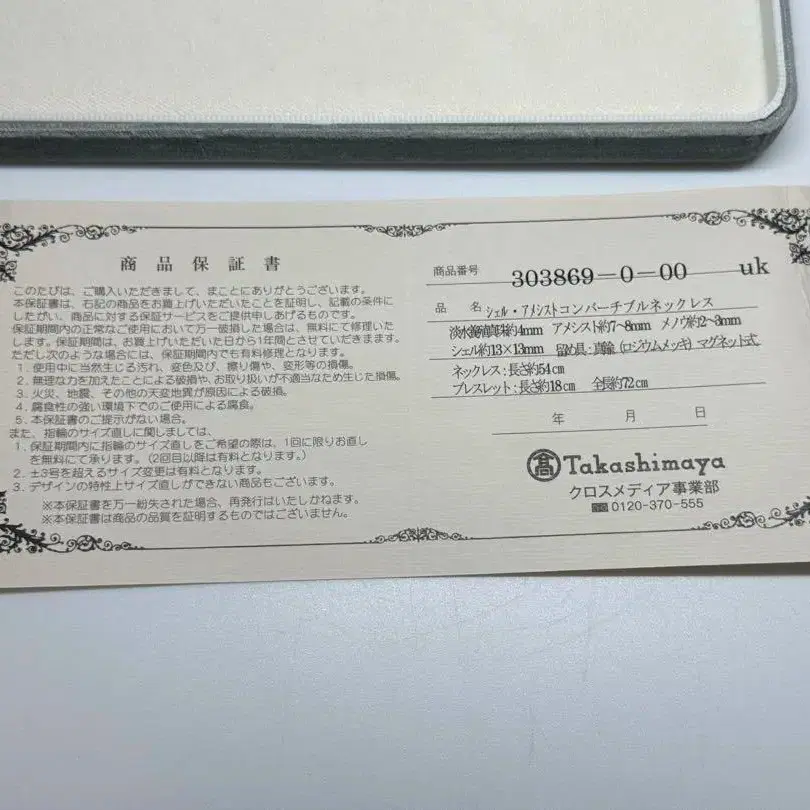 商品保証書
このたびは、ご購入いただきまして、まことにありがとうございます。
本保証書は、右記の商品をお買上げいただいたことを証明し、記載の条件に
したがい、商品に対する保証サービスをご提供申しあげるものです。
保証期間内の正常なご使用において万一破損した場合は、無料にて修理いた
します。保証期間は、お買上げいただいた日から1年間とさせていただきます。
ただし次のような場合には、保証期間内でも有料修理となります。
1. 使用中に当然生じる汚れ、変色及び、擦り傷や、変形等の損傷。
2. 無理な力を加えたことによる破損や、お取り扱いが不適当なため生じた損傷。
3. 火災、地震、その他の天変地異が原因による破損。
4. 腐食性の強い環境下でのご使用による腐食。
5. 本保証書のご提示がない場合。
また、指輪のサイズ直しに関しましては、
1. 保証期間内に指輪のサイズ直しをご希望の際は、1回に限りお直し
を無料にて承ります。(2回目以降は有料となります。)
2. ±3号を超えるサイズ変更は有料となります。
3. デザインの特性上サイズ直しができない商品もございます。
※本保証書を万一紛失された場合、再発行はいたしかねます。
※本保証書は商品の品質を証明するものではございません。
商品番号 303869-0-00 uk
品名 シェル・アメシストコンバーチブルネックレス
淡水養殖真珠約4mm アメシスト約7~8mm メノウ約2~3mm
シェル約13×13mm 留め具:真鍮(ロジウムメッキ)マグネット式
ネックレス:長さ約54cm
ブレスレット:長さ約18cm 全長約72cm
年 月 日
髙 Takashimaya
クロスメディア事業部
0120-370-555